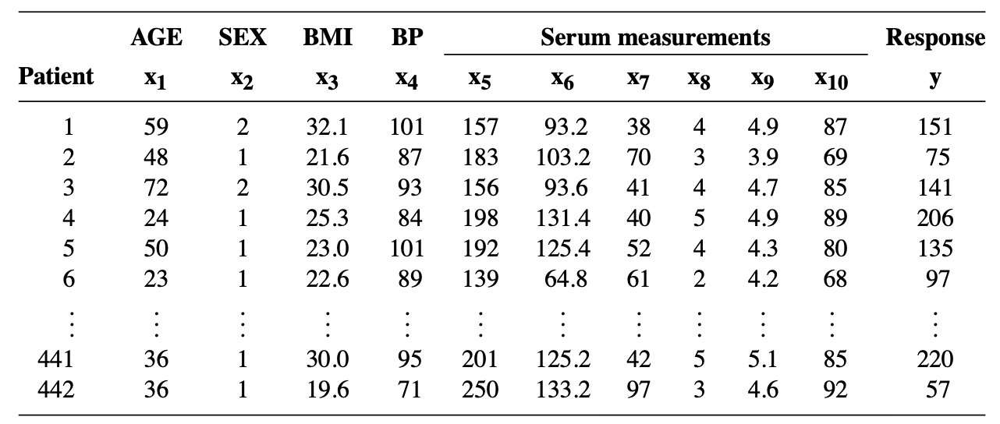 AGE SEX BMI BP Serum measurements Response
Patient x1 x2 x3 x4 x5 x6 x7 x8 x9 x10 y
1 59 2 32.1 101 157 93.2 38 4 4.9 87 151
2 48 1 21.6 87 183 103.2 70 3 3.9 69 75
3 72 2 30.5 93 156 93.6 41 4 4.7 85 141
4 24 1 25.3 84 198 131.4 40 5 4.9 89 206
5 50 1 23.0 101 192 125.4 52 4 4.3 80 135
6 23 1 22.6 89 139 64.8 61 2 4.2 68 97
⋮ ⋮ ⋮ ⋮ ⋮ ⋮ ⋮ ⋮ ⋮ ⋮ ⋮ ⋮
441 36 1 30.0 95 201 125.2 42 5 5.1 85 220
442 36 1 19.6 71 250 133.2 97 3 4.6 92 57